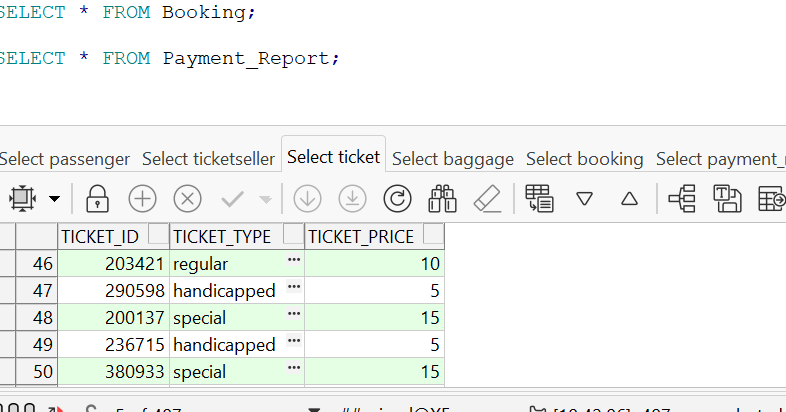 SELECT * FROM Booking;
SELECT * FROM Payment_Report;
Select passenger Select ticketseller Select ticket Select baggage Select booking Select payment_
TICKET_ID TICKET_TYPE TICKET_PRICE
46 203421 regular ... 10
47 290598 handicapped ... 5
48 200137 special ... 15
49 236715 handicapped ... 5
50 380933 special ... 15